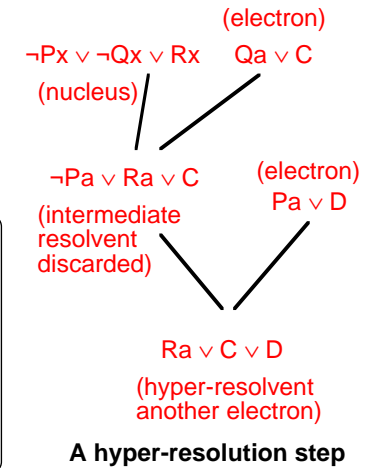 (electron)
¬Px ∨ ¬Qx ∨ Rx Qa ∨ C
(nucleus)
¬Pa ∨ Ra ∨ C
(electron)
Pa ∨ D
(intermediate
resolvent
discarded)
Ra ∨ C ∨ D
(hyper-resolvent
another electron)
A hyper-resolution step